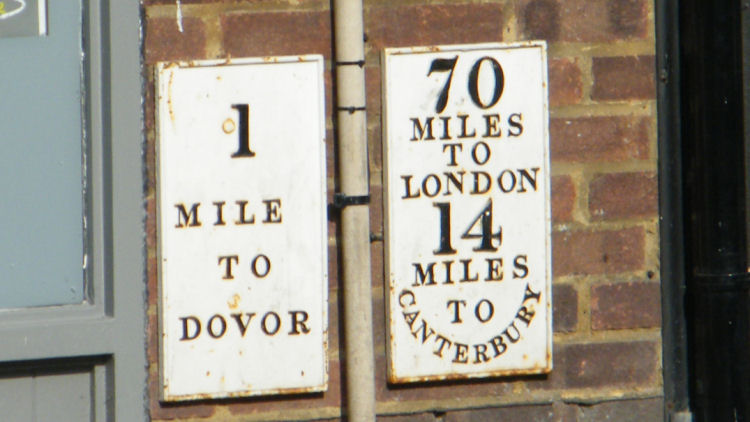 1
MILE
TO
DOVOR
70
MILES
TO
LONDON
14
MILES
TO
CANTERBURY